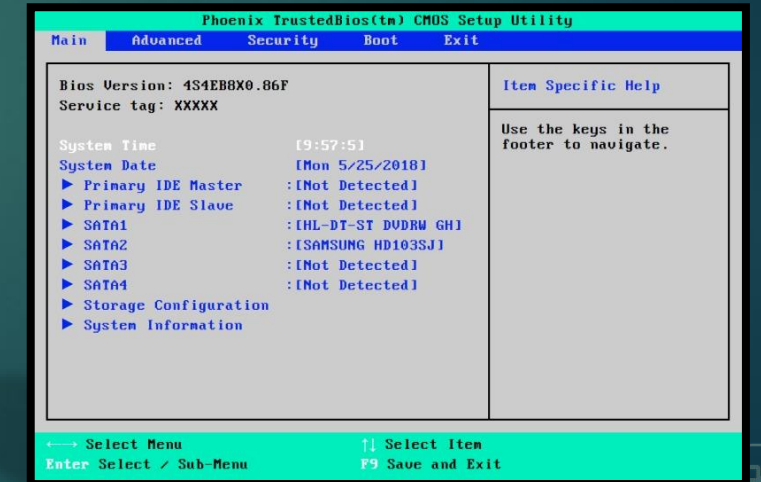 Phoenix TrustedBios(tm) CMOS Setup Utility
Main Advanced Security Boot Exit
Bios Version: 4S4EB8X0.86F
Service tag: XXXXX
System Time [9:57:5]
System Date [Mon 5/25/2018]
▶ Primary IDE Master :[Not Detected]
▶ Primary IDE Slave :[Not Detected]
▶ SATA1 :[HL-DT-ST DVDRW GH]
▶ SATA2 :[SAMSUNG HD103SJ]
▶ SATA3 :[Not Detected]
▶ SATA4 :[Not Detected]
▶ Storage Configuration
▶ System Information
Item Specific Help
Use the keys in the
footer to navigate.
←→ Select Menu ↑↓ Select Item
Enter Select / Sub-Menu F9 Save and Exit